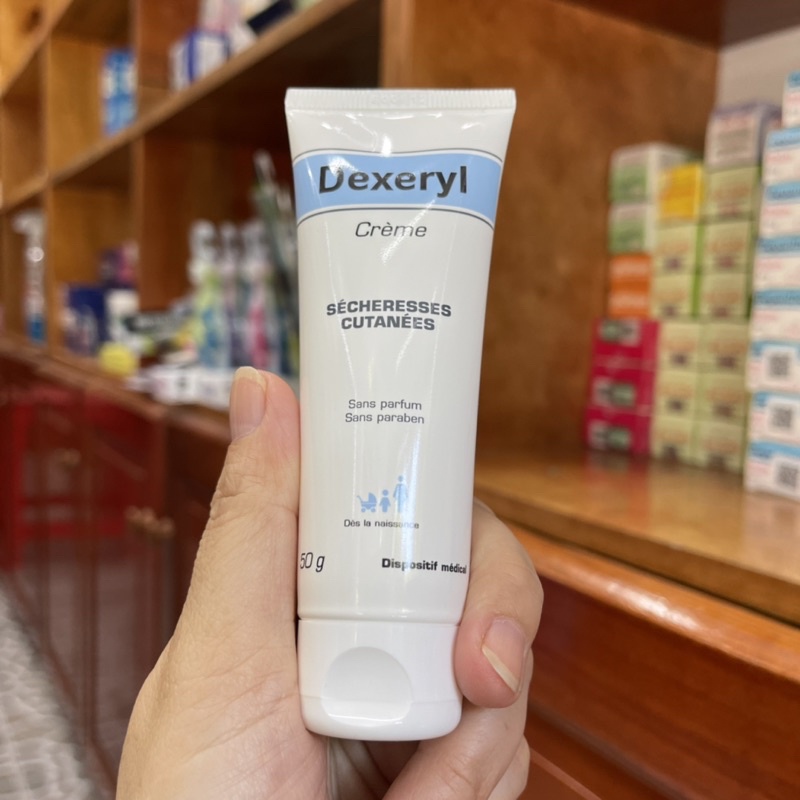 Dexeryl
Crème
SÉCHERESSES
CUTANÉES
Sans parfum
Sans paraben
Dès la naissance
50 g
Dispositif médical